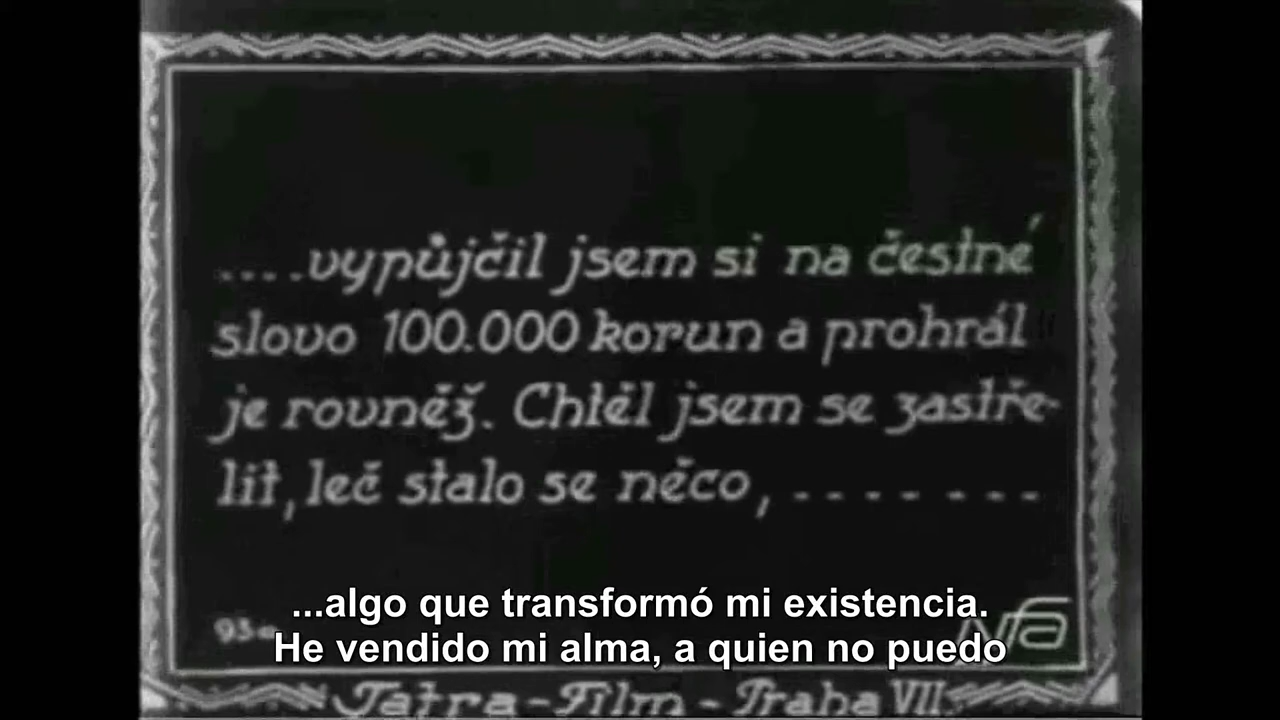 ....vypůjčil jsem si na čestné
slovo 100.000 korun a prohrál
je rovněž. Chtěl jsem se zastře-
lit, leč stalo se něco, - - - - - - -
...algo que transformó mi existencia.
He vendido mi alma, a quien no puedo
Tatra-Film - Praha VII